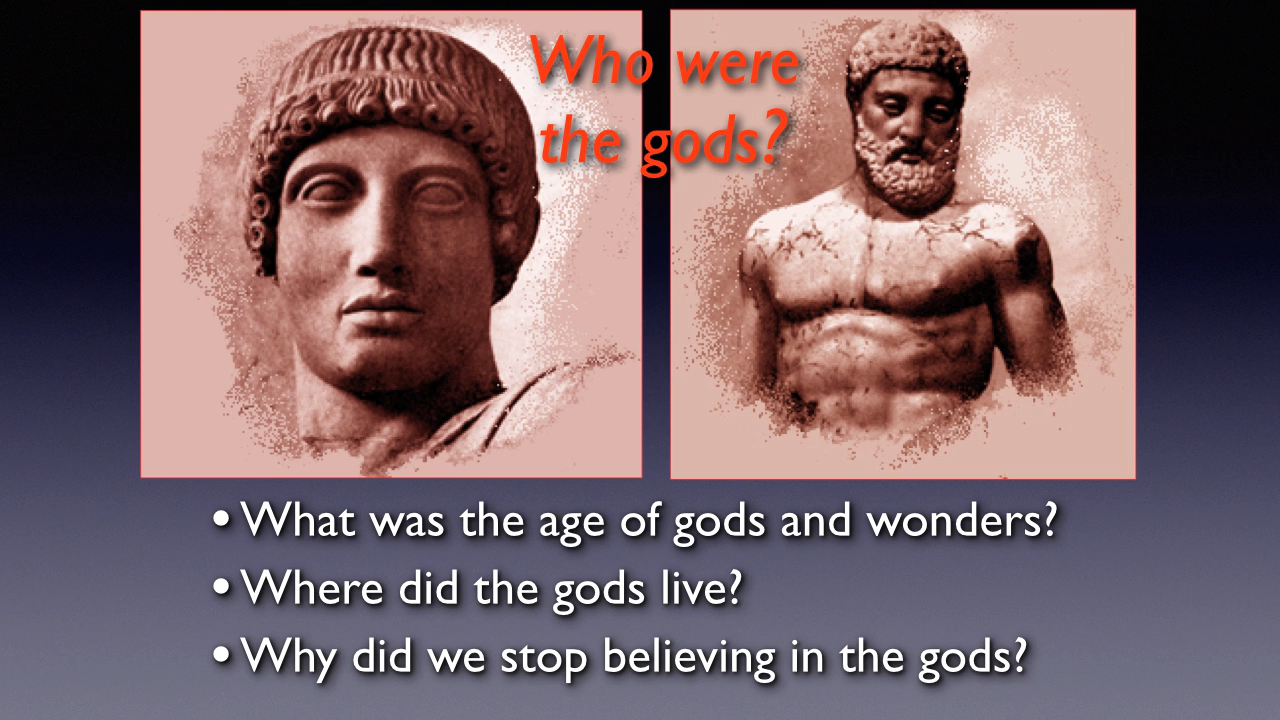 Who were
the gods?
• What was the age of gods and wonders?
• Where did the gods live?
• Why did we stop believing in the gods?